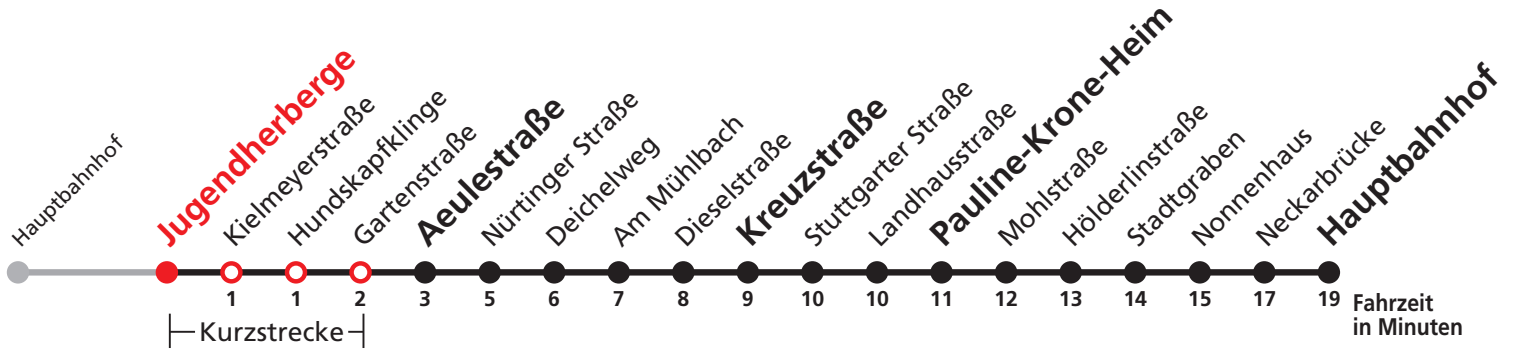 Hauptbahnhof
Jugendherberge
Kielmeyerstraße
Hundskapfklinge
Gartenstraße
Aeulestraße
Nürtinger Straße
Deichelweg
Am Mühlbach
Dieselstraße
Kreuzstraße
Stuttgarter Straße
Landhausstraße
Pauline-Krone-Heim
Mohlstraße
Hölderlinstraße
Stadtgraben
Nonnenhaus
Neckarbrücke
Hauptbahnhof
1 1 2 3 5 6 7 8 9 10 10 11 12 13 14 15 17 19 Fahrzeit
in Minuten
Kurzstrecke